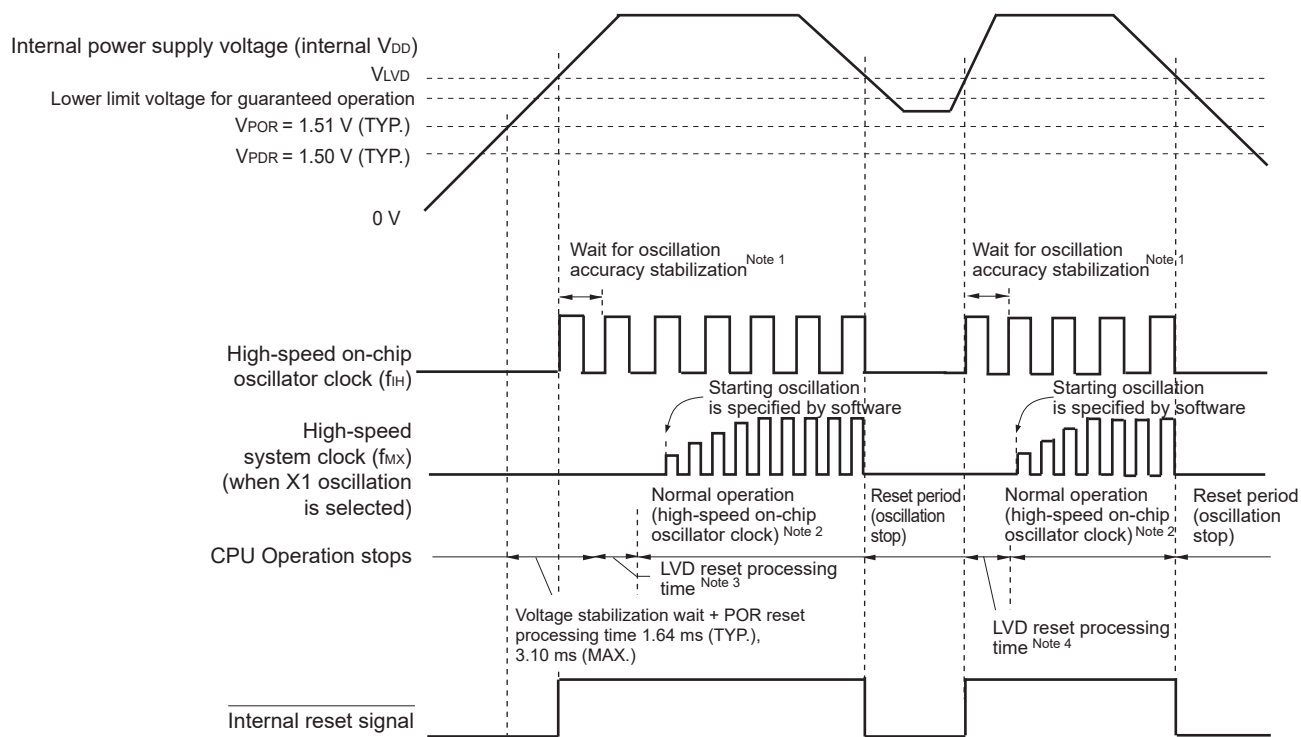 Internal power supply voltage (internal VDD)
VLVD
Lower limit voltage for guaranteed operation
VPOR = 1.51 V (TYP.)
VPDR = 1.50 V (TYP.)
0 V
Wait for oscillation
accuracy stabilization Note 1
Wait for oscillation
accuracy stabilization Note 1
High-speed on-chip
oscillator clock (fIH)
Starting oscillation
is specified by software
Starting oscillation
is specified by software
High-speed
system clock (fMX)
(when X1 oscillation
is selected)
Normal operation
(high-speed on-chip
oscillator clock) Note 2
Reset period
(oscillation
stop)
Normal operation
(high-speed on-chip
oscillator clock) Note 2
Reset period
(oscillation
stop)
CPU Operation stops
LVD reset processing
time Note 3
Voltage stabilization wait + POR reset
processing time 1.64 ms (TYP.),
3.10 ms (MAX.)
LVD reset processing
time Note 4
Internal reset signal